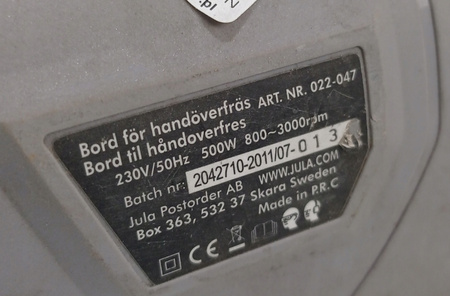 Bord för handöverfräs ART. NR. 022-047
Bord til håndoverfres
230V/50Hz 500W 800~3000rpm
Batch nr: 2042710-2011/07-013
Jula Postorder AB WWW.JULA.COM
Box 363, 532 37 Skara Sweden
Made in P.R.C
CE